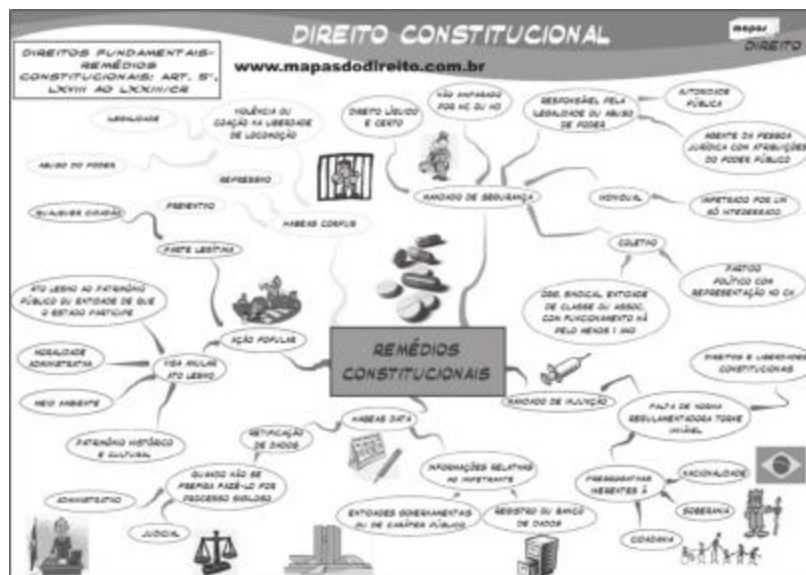 DIREITO CONSTITUCIONAL
mapas
DIREITO
DIREITOS FUNDAMENTAIS-
REMÉDIOS
CONSTITUCIONAIS: ART. 5º,
LXVIII AO LXXIII/CR
www.mapasdodireito.com.br
ILEGALIDADE
VIOLÊNCIA OU
COAÇÃO NA LIBERDADE
DE LOCOMOÇÃO
ABUSO DO PODER
REPRESSIVO
PREVENTIVO
HABEAS CORPUS
DIREITO LÍQUIDO
E CERTO
NÃO AMPARADO
POR HC OU HD
RESPONSÁVEL PELA
ILEGALIDADE OU ABUSO
DE PODER
AUTORIDADE
PÚBLICA
AGENTE DA PESSOA
JURÍDICA COM ATRIBUIÇÕES
DO PODER PÚBLICO
MANDADO DE SEGURANÇA
INDIVIDUAL
IMPETRADO POR UM
SÓ INTERESSADO
COLETIVO
PARTIDO
POLÍTICO COM
REPRESENTAÇÃO NO CN
ORG. SINDICAL ENTIDADE
DE CLASSE OU ASSOC.
COM FUNCIONAMENTO HÁ
PELO MENOS 1 ANO
QUALQUER CIDADÃO
PARTE LEGÍTIMA
ATO LESIVO AO PATRIMÔNIO
PÚBLICO OU ENTIDADE DE QUE
O ESTADO PARTICIPE
AÇÃO POPULAR
MORALIDADE
ADMINISTRATIVA
VISA ANULAR
ATO LESIVO
MEIO AMBIENTE
PATRIMÔNIO HISTÓRICO
E CULTURAL
REMÉDIOS
CONSTITUCIONAIS
MANDADO DE INJUNÇÃO
DIREITOS E LIBERDADES
CONSTITUCIONAIS
FALTA DE NORMA
REGULAMENTADORA TORNE
INVIÁVEL
PRERROGATIVAS
INERENTES À
NACIONALIDADE
SOBERANIA
CIDADANIA
HABEAS DATA
RETIFICAÇÃO
DE DADOS
QUANDO NÃO SE
PREFIRA FAZÊ-LO POR
PROCESSO SIGILOSO
ADMINISTRATIVO
JUDICIAL
INFORMAÇÕES RELATIVAS
AO IMPETRANTE
ENTIDADES GOVERNAMENTAIS
OU DE CARÁTER PÚBLICO
REGISTRO OU BANCO
DE DADOS